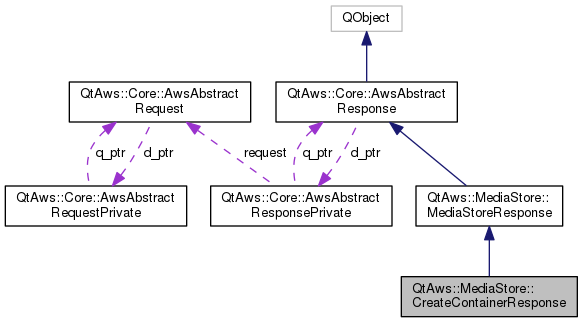 QObject
QtAws::Core::AwsAbstract
Request
QtAws::Core::AwsAbstract
Response
q_ptr
d_ptr
request
q_ptr
d_ptr
QtAws::Core::AwsAbstract
RequestPrivate
QtAws::Core::AwsAbstract
ResponsePrivate
QtAws::MediaStore::
MediaStoreResponse
QtAws::MediaStore::
CreateContainerResponse